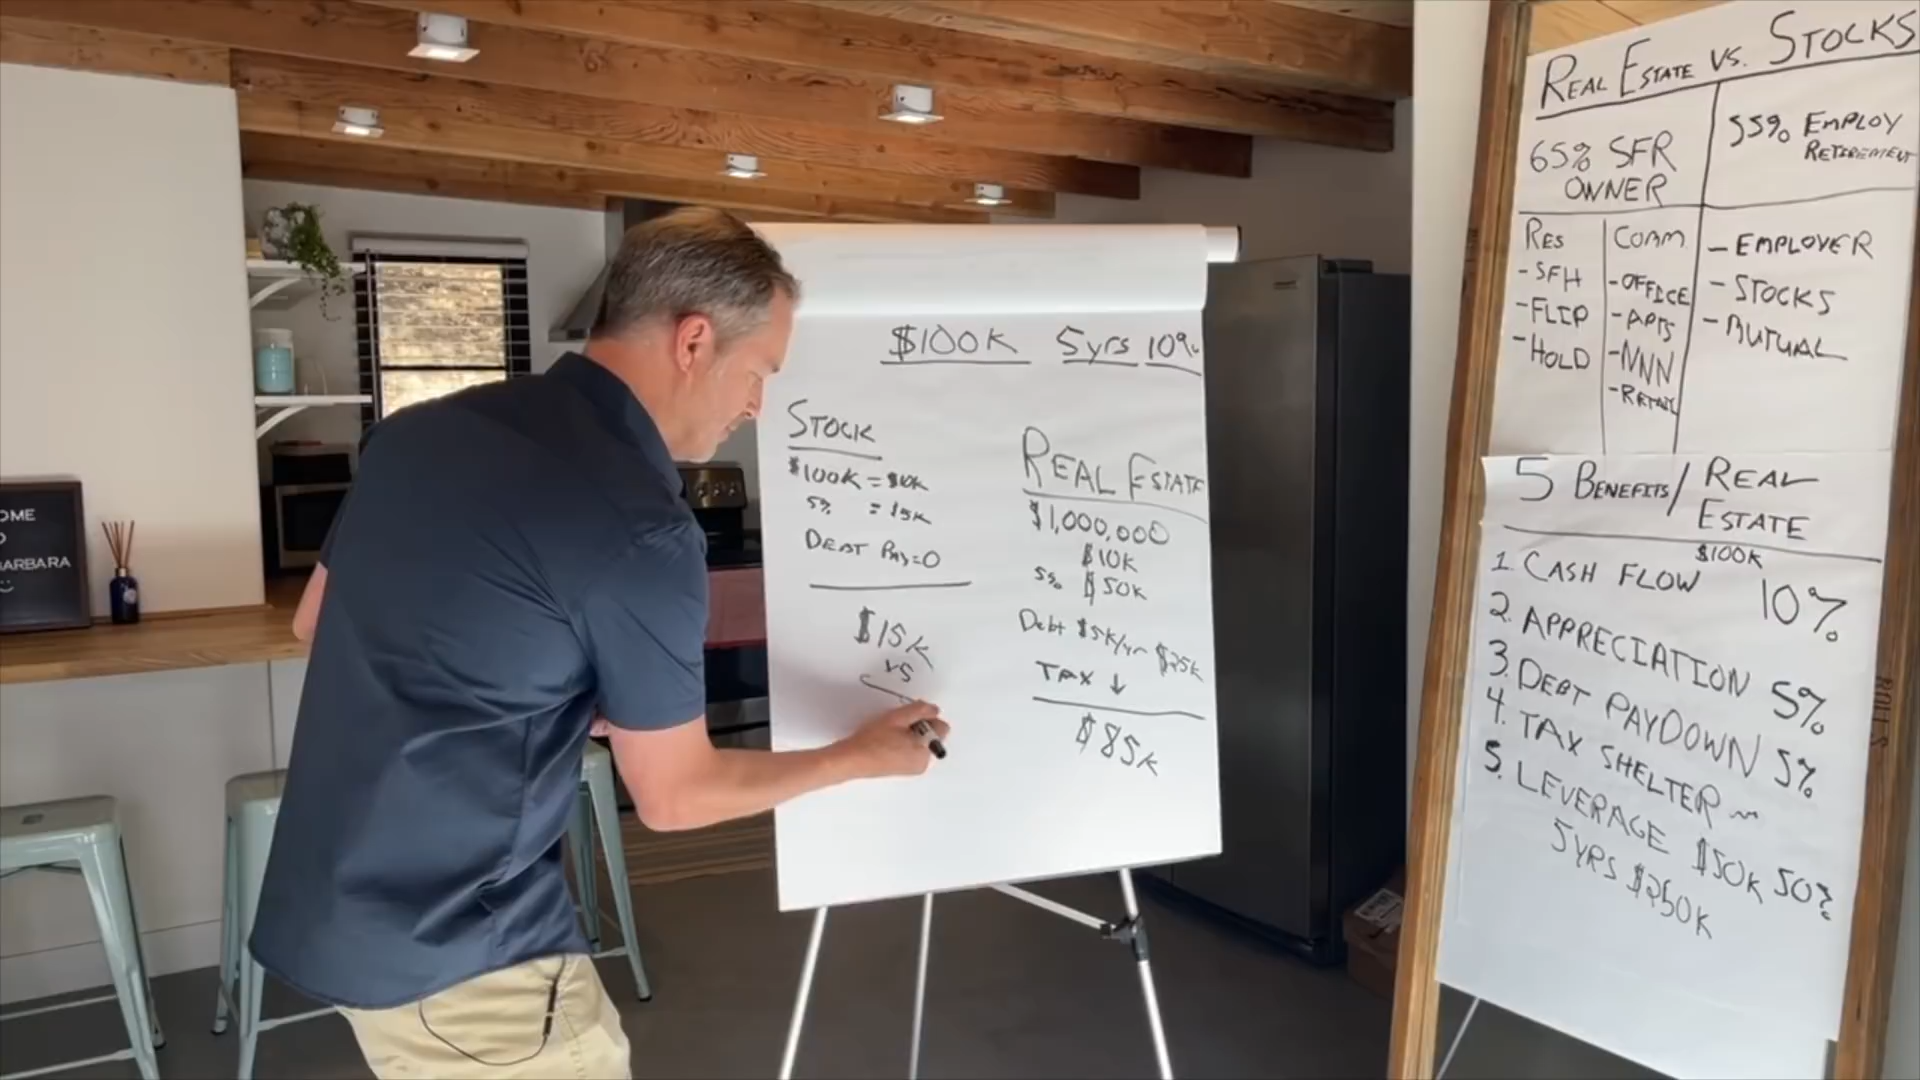 $100K 5yrs 10%
STOCK
$100K = $10K
5% = $5K
DEBT PAY=0
$15K
VS
REAL ESTATE
$1,000,000
$10K
5% $50K
Debt $5K/yr $25K
TAX ↓
$85K
REAL ESTATE VS. STOCKS
65% SFR
OWNER
55% EMPLOY
RETIREMENT
RES
- SFH
- FLIP
- HOLD
COMM
- OFFICE
- APTS
- NNN
- RETAIL
- EMPLOYER
- STOCKS
- MUTUAL
5 BENEFITS / REAL
ESTATE
$100K
1. CASH FLOW 10%
2. APPRECIATION 5%
3. DEBT PAYDOWN 5%
4. TAX SHELTER ~
5. LEVERAGE $50K 50%
5YRS $250K
OME
ARBARA